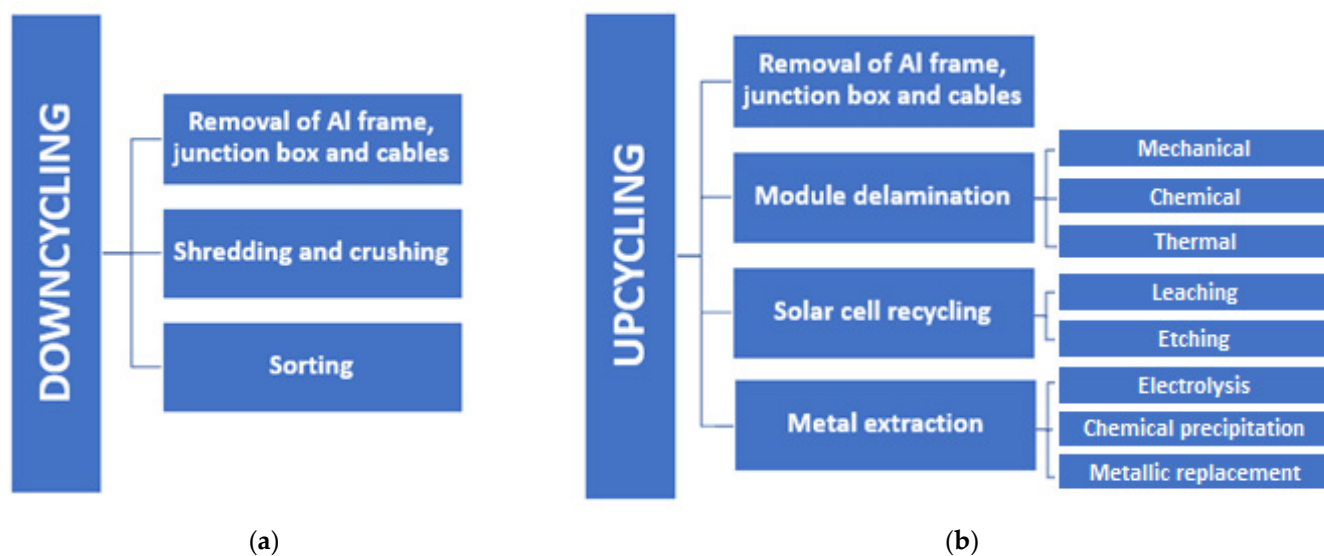 DOWNCYCLING
Removal of Al frame,
junction box and cables
Shredding and crushing
Sorting
(a)
UPCYCLING
Removal of Al frame,
junction box and cables
Module delamination
Mechanical
Chemical
Thermal
Solar cell recycling
Leaching
Etching
Metal extraction
Electrolysis
Chemical precipitation
Metallic replacement
(b)